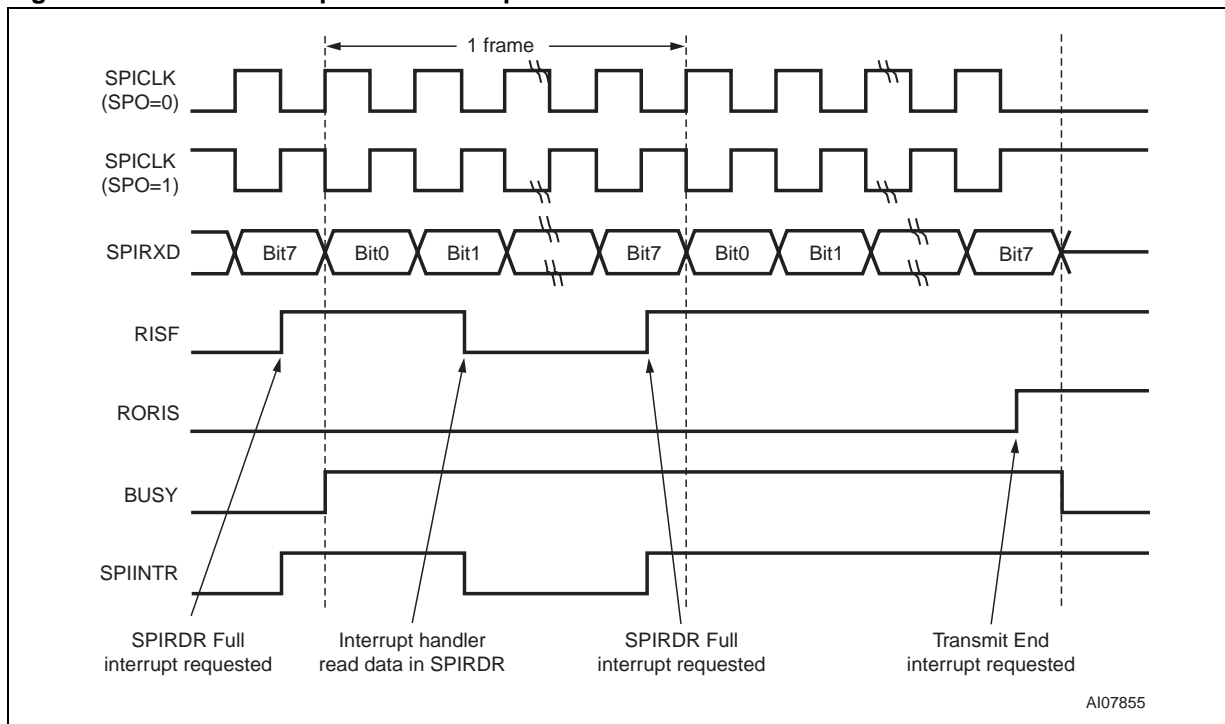 1 frame
SPICLK
(SPO=0)
SPICLK
(SPO=1)
SPIRXD
Bit7
Bit0
Bit1
Bit7
Bit0
Bit1
Bit7
RISF
RORIS
BUSY
SPIINTR
SPIRDR Full
interrupt requested
Interrupt handler
read data in SPIRDR
SPIRDR Full
interrupt requested
Transmit End
interrupt requested
AI07855